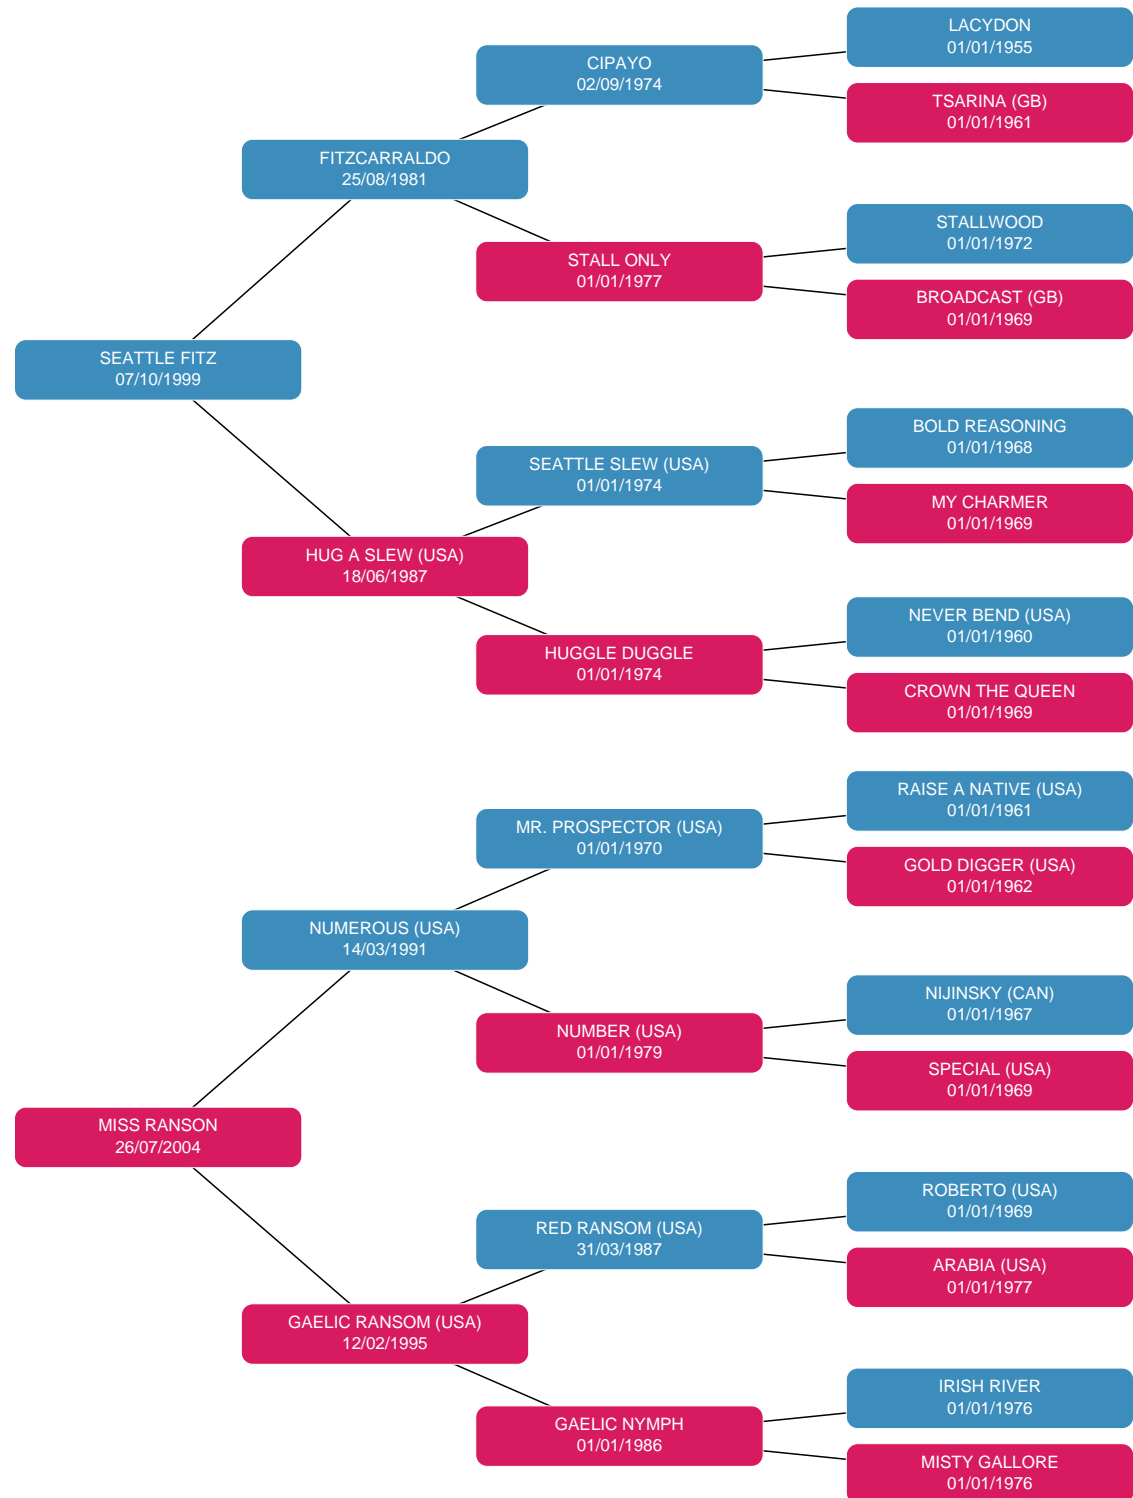 LACYDON
01/01/1955
CIPAYO
02/09/1974
TSARINA (GB)
01/01/1961
FITZCARRALDO
25/08/1981
STALLWOOD
01/01/1972
STALL ONLY
01/01/1977
BROADCAST (GB)
01/01/1969
SEATTLE FITZ
07/10/1999
BOLD REASONING
01/01/1968
SEATTLE SLEW (USA)
01/01/1974
MY CHARMER
01/01/1969
HUG A SLEW (USA)
18/06/1987
NEVER BEND (USA)
01/01/1960
HUGGLE DUGGLE
01/01/1974
CROWN THE QUEEN
01/01/1969
RAISE A NATIVE (USA)
01/01/1961
MR. PROSPECTOR (USA)
01/01/1970
GOLD DIGGER (USA)
01/01/1962
NUMEROUS (USA)
14/03/1991
NIJINSKY (CAN)
01/01/1967
NUMBER (USA)
01/01/1979
SPECIAL (USA)
01/01/1969
MISS RANSON
26/07/2004
ROBERTO (USA)
01/01/1969
RED RANSOM (USA)
31/03/1987
ARABIA (USA)
01/01/1977
GAELIC RANSOM (USA)
12/02/1995
IRISH RIVER
01/01/1976
GAELIC NYMPH
01/01/1986
MISTY GALLORE
01/01/1976